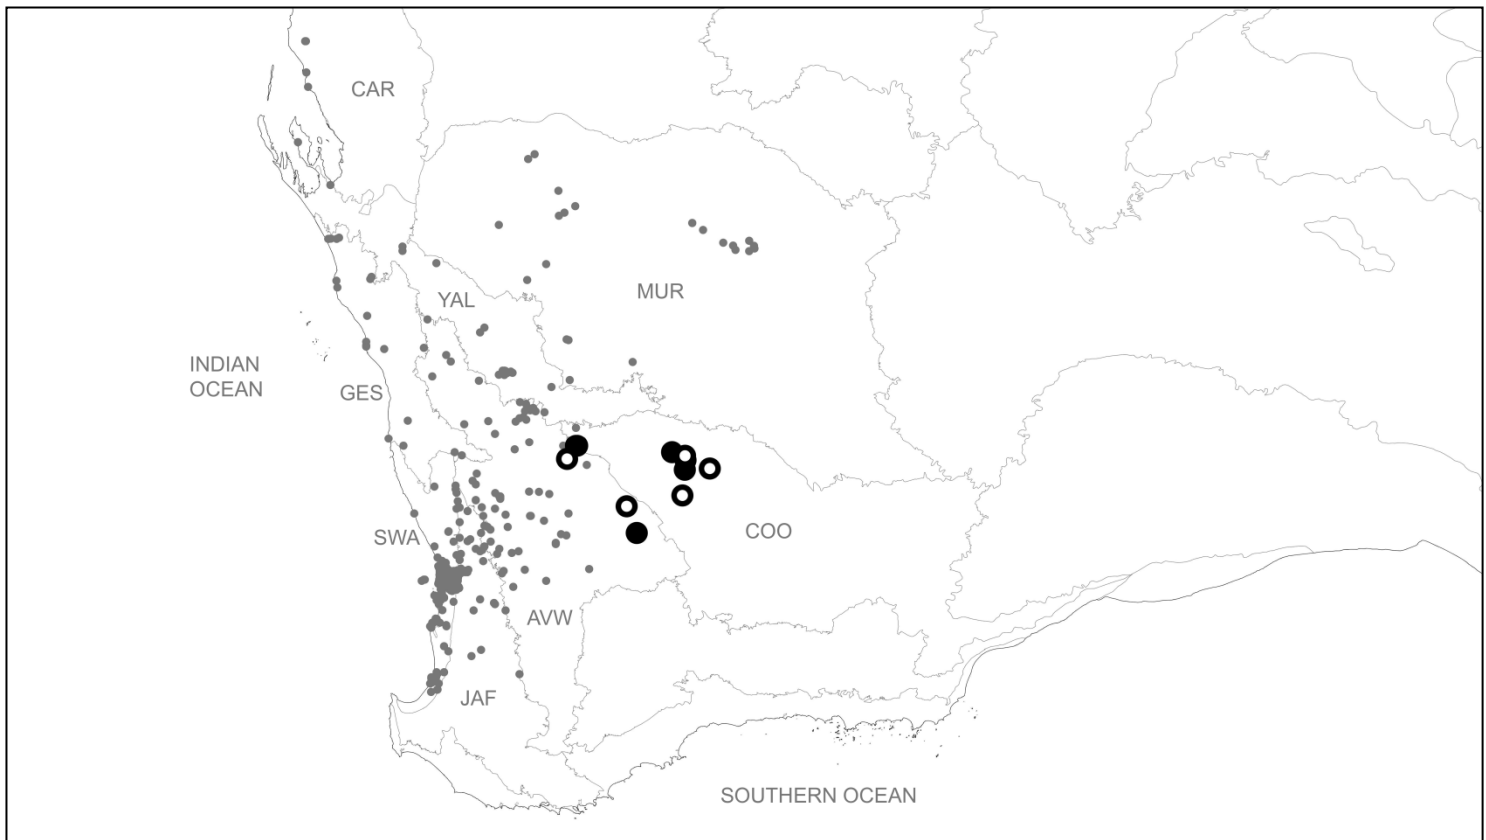 CAR
MUR
YAL
INDIAN
OCEAN
GES
SWA
COO
AVW
JAF
SOUTHERN OCEAN